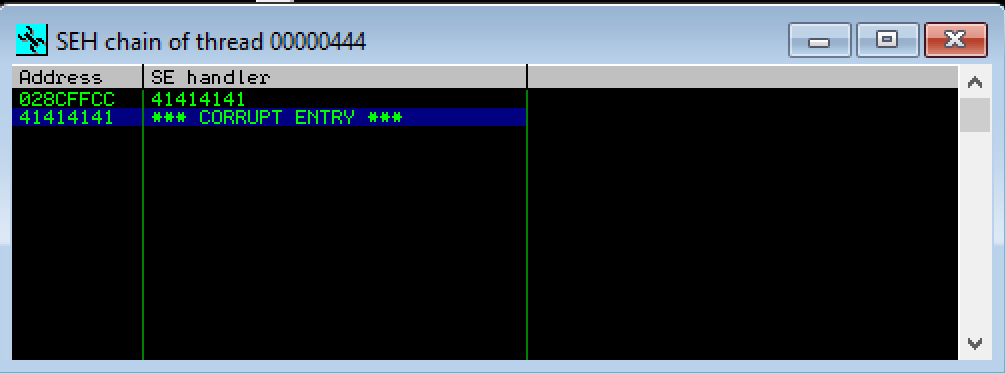 SEH chain of thread 00000444
Address SE handler
028CFFCC 41414141
41414141 *** CORRUPT ENTRY ***